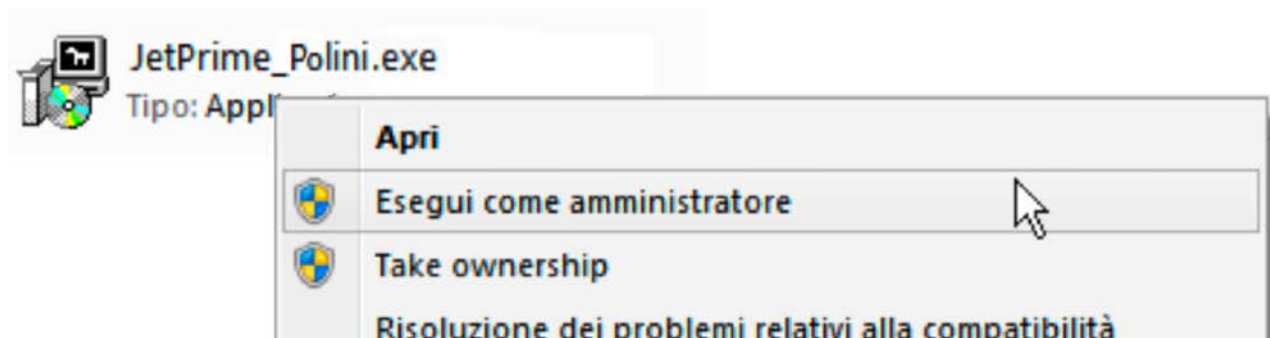 JetPrime_Polini.exe
Tipo: Appl
Apri
Esegui come amministratore
Take ownership
Risoluzione dei problemi relativi alla compatibilità